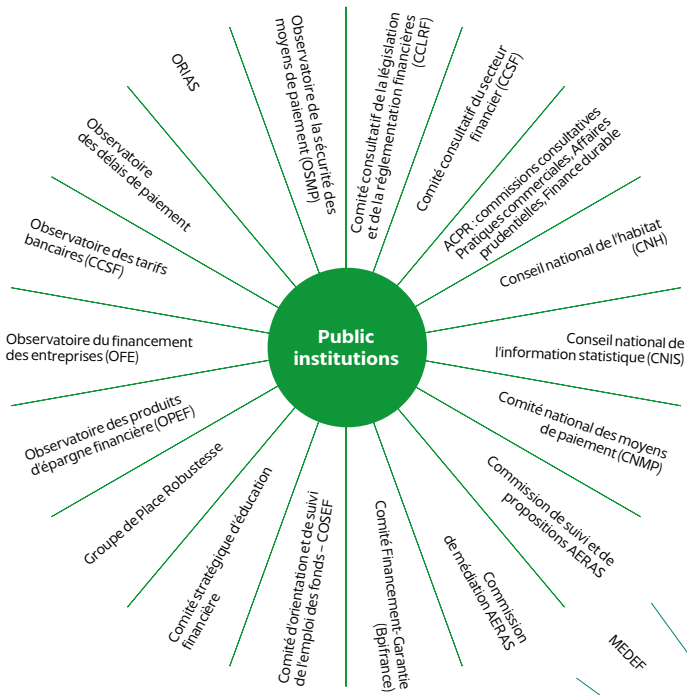 Public
institutions
Comité consultatif de la législation
et de la réglementation financières
(CCLRF)
Comité consultatif du secteur
financier (CCSF)
ACPR : commissions consultatives
Pratiques commerciales, Affaires
prudentielles, Finance durable
Conseil national de l'habitat
(CNH)
Conseil national de
l'information statistique (CNIS)
Comité national des moyens
de paiement (CNMP)
Commission de suivi et de
propositions AERAS
Commission
de médiation AERAS
Comité Financement-Garantie
(Bpifrance)
Comité d'orientation et de suivi
de l'emploi des fonds – COSEF
Comité stratégique d'éducation
financière
Groupe de Place Robustesse
Observatoire des produits
d'épargne financière (OPEF)
Observatoire du financement
des entreprises (OFE)
Observatoire des tarifs
bancaires (CCSF)
Observatoire
des délais de paiement
ORIAS
Observatoire de la sécurité des
moyens de paiement (OSMP)
MEDEF